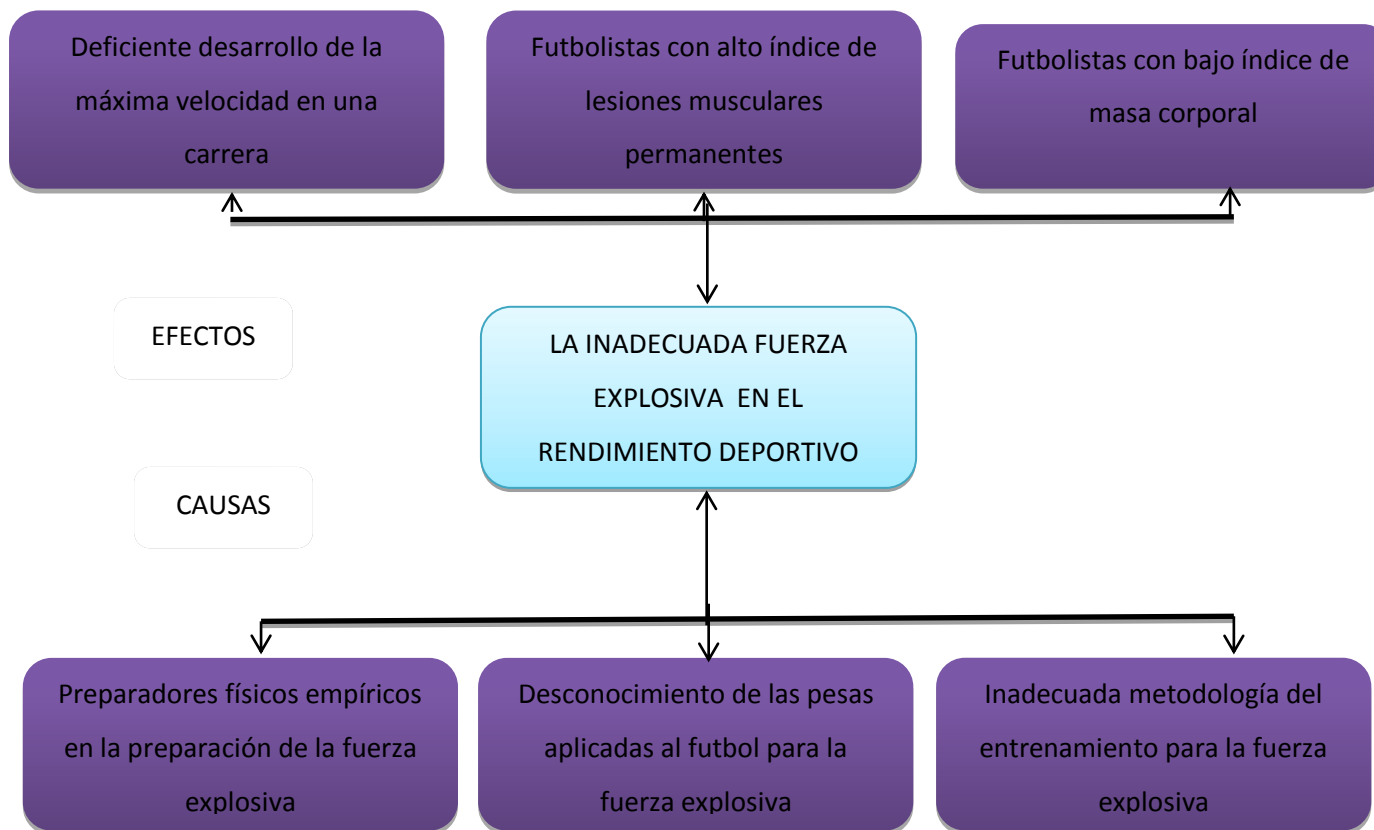 Deficiente desarrollo de la
máxima velocidad en una
carrera
Futbolistas con alto índice de
lesiones musculares
permanentes
Futbolistas con bajo índice de
masa corporal
EFECTOS
LA INADECUADA FUERZA
EXPLOSIVA  EN EL
RENDIMIENTO DEPORTIVO
CAUSAS
Preparadores físicos empíricos
en la preparación de la fuerza
explosiva
Desconocimiento de las pesas
aplicadas al futbol para la
fuerza explosiva
Inadecuada metodología del
entrenamiento para la fuerza
explosiva